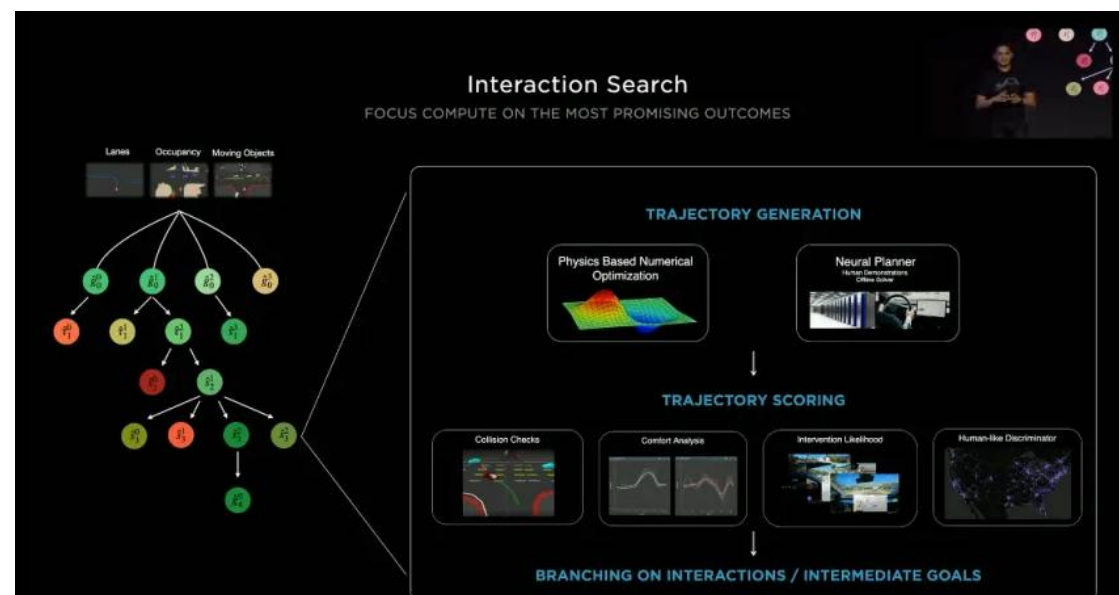 Interaction Search
FOCUS COMPUTE ON THE MOST PROMISING OUTCOMES
Lanes
Occupancy
Moving Objects
TRAJECTORY GENERATION
Physics Based Numerical
Optimization
Neural Planner
Human Demonstrations
Offline Solver
TRAJECTORY SCORING
Collision Checks
Comfort Analysis
Intervention Likelihood
Human-like Discriminator
BRANCHING ON INTERACTIONS / INTERMEDIATE GOALS